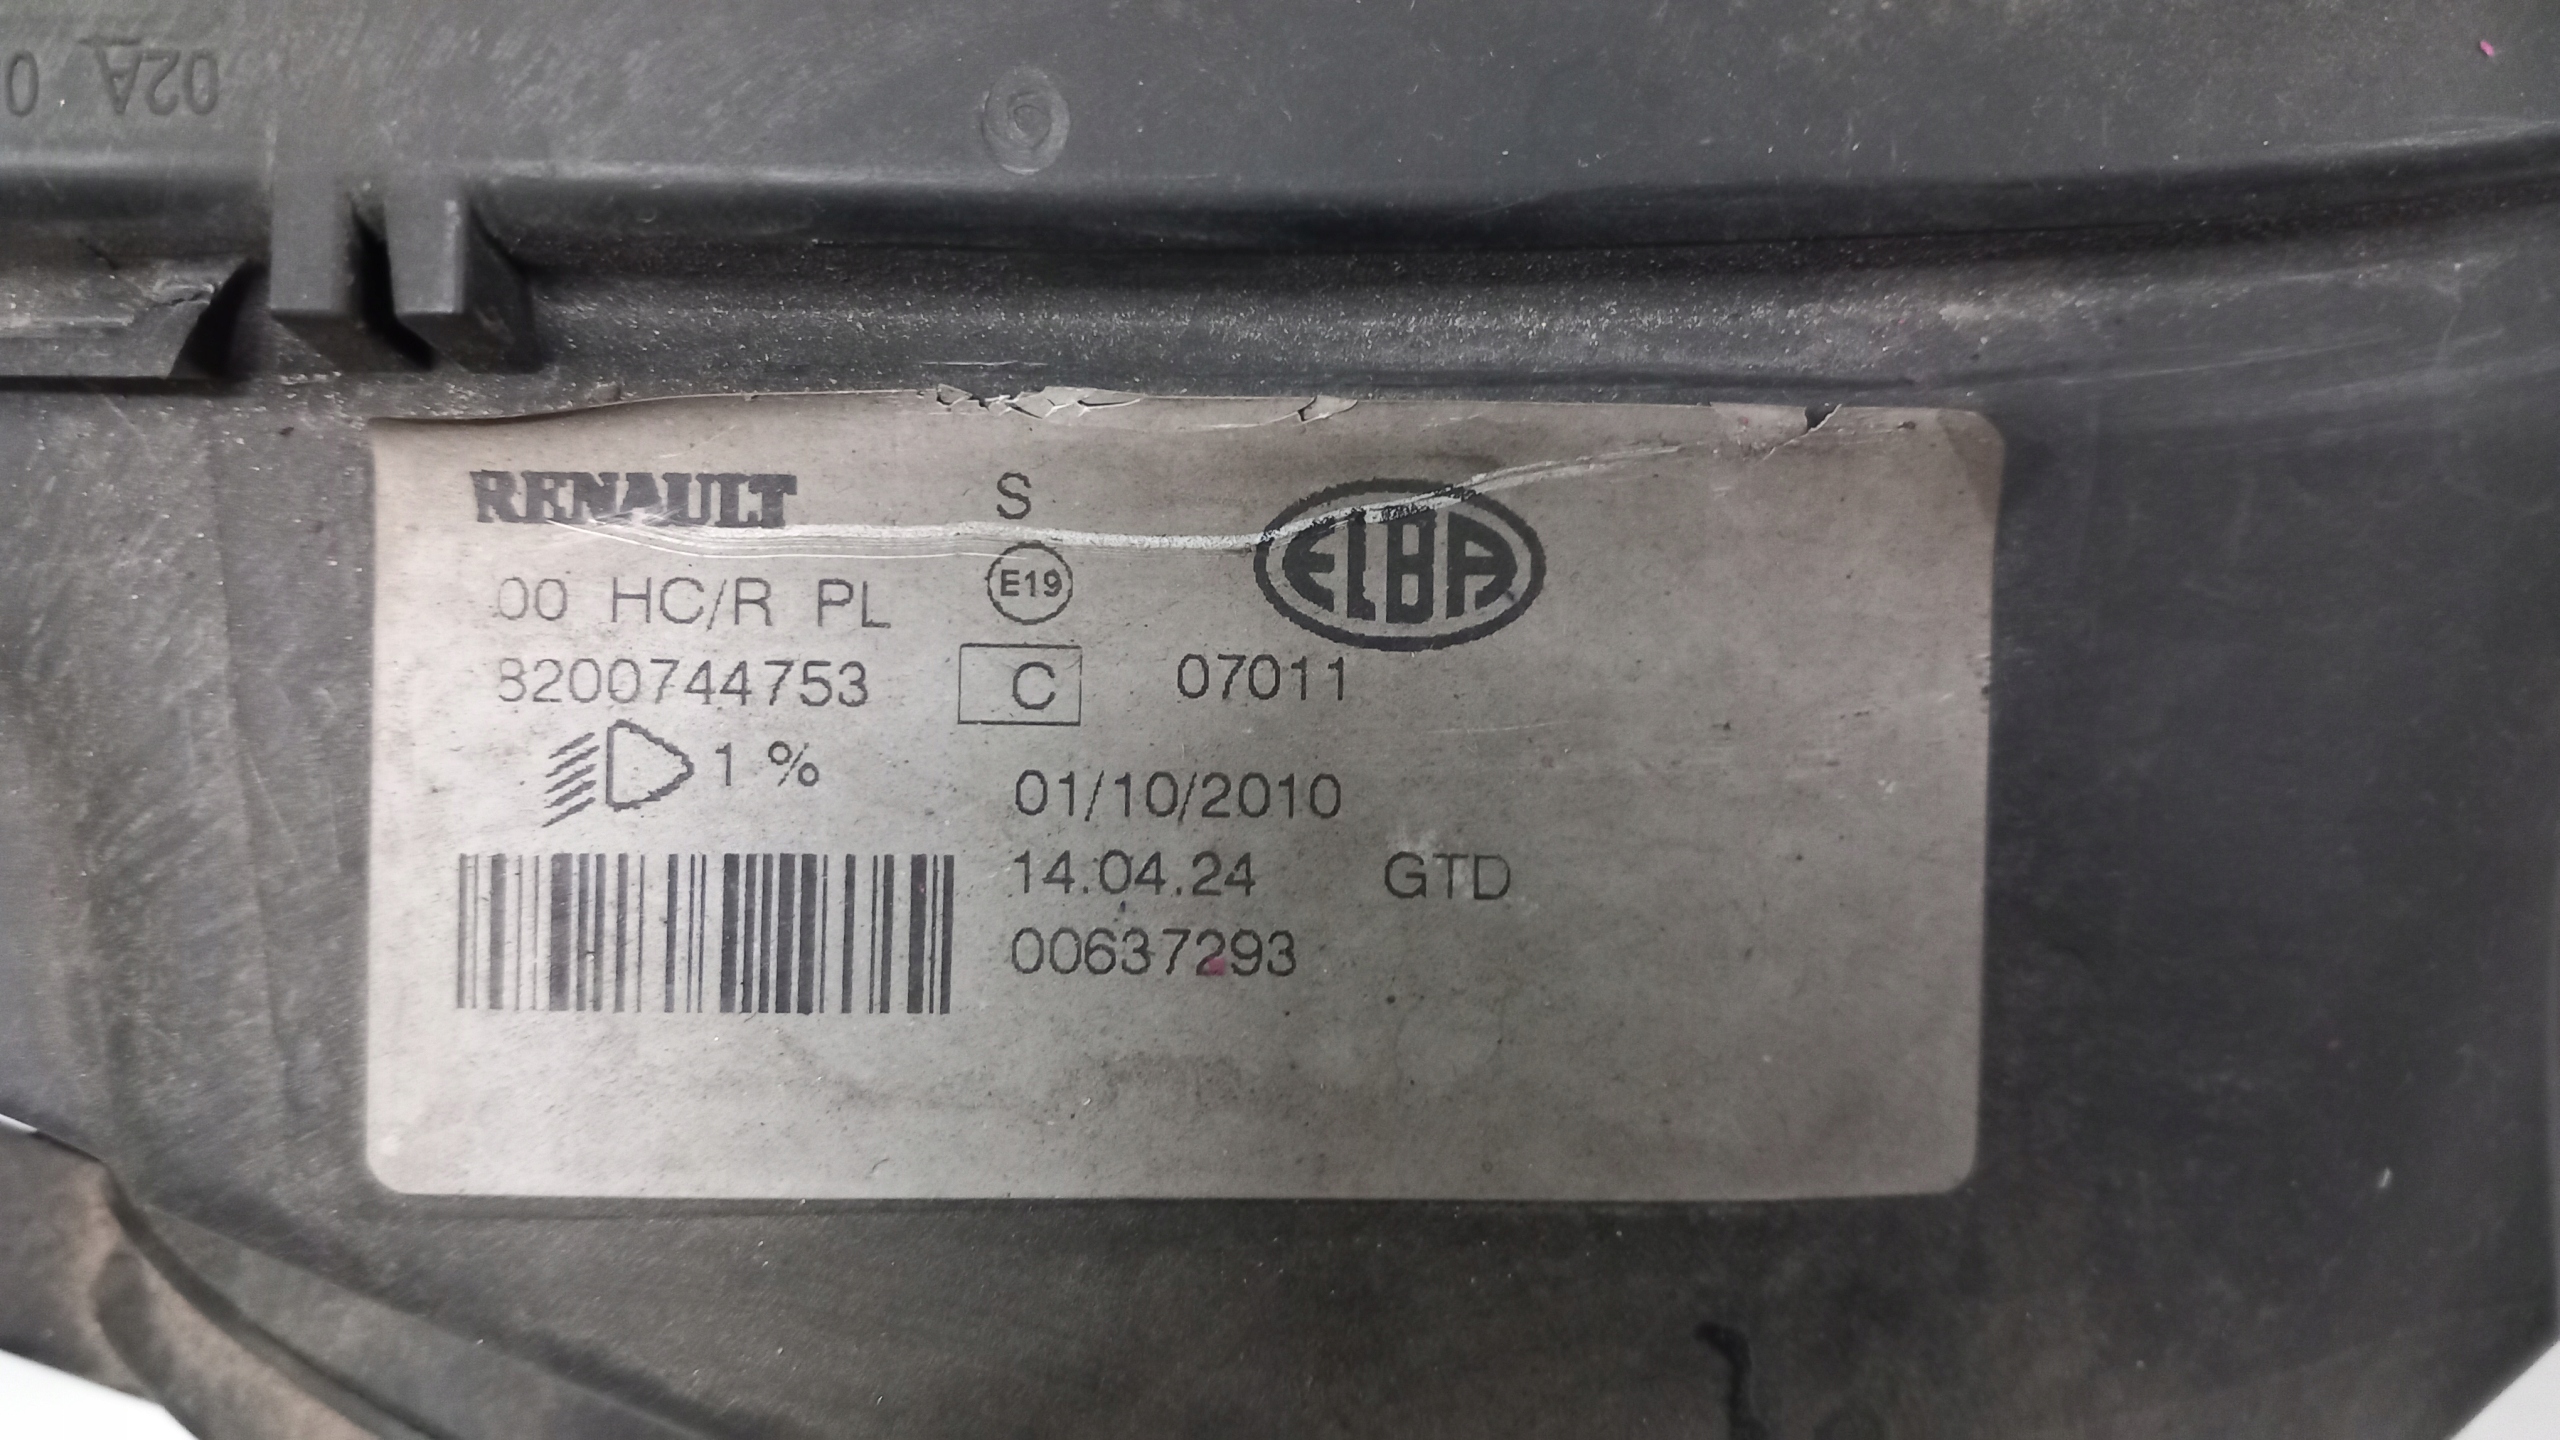 02A 0
RENAULT S ELBA
00 HC/R PL E19
8200744753 C 07011
1 %
01/10/2010
14.04.24 GTD
00637293